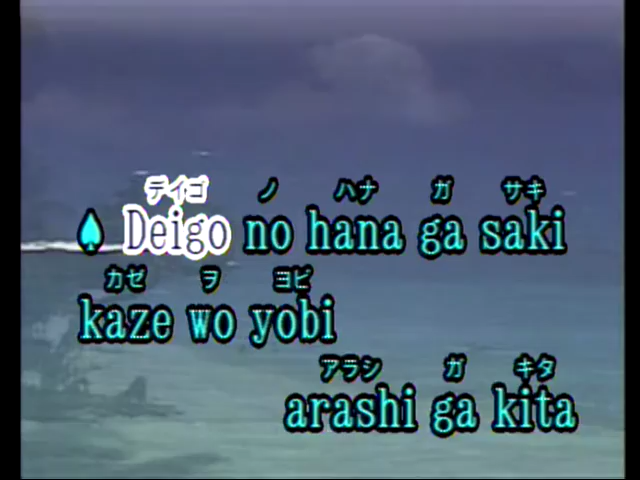 デイゴ ノ ハナ ガ サキ
♠ Deigo no hana ga saki
カゼ ヲ ヨビ
kaze wo yobi
アラシ ガ キタ
arashi ga kita